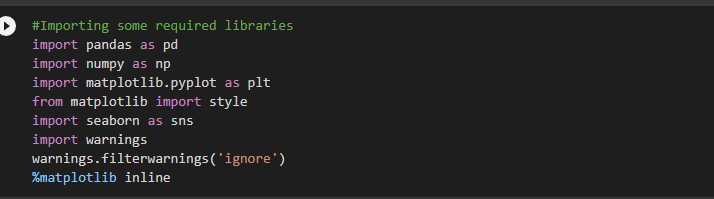 #Importing some required libraries
import pandas as pd
import numpy as np
import matplotlib.pyplot as plt
from matplotlib import style
import seaborn as sns
import warnings
warnings.filterwarnings('ignore')
%matplotlib inline